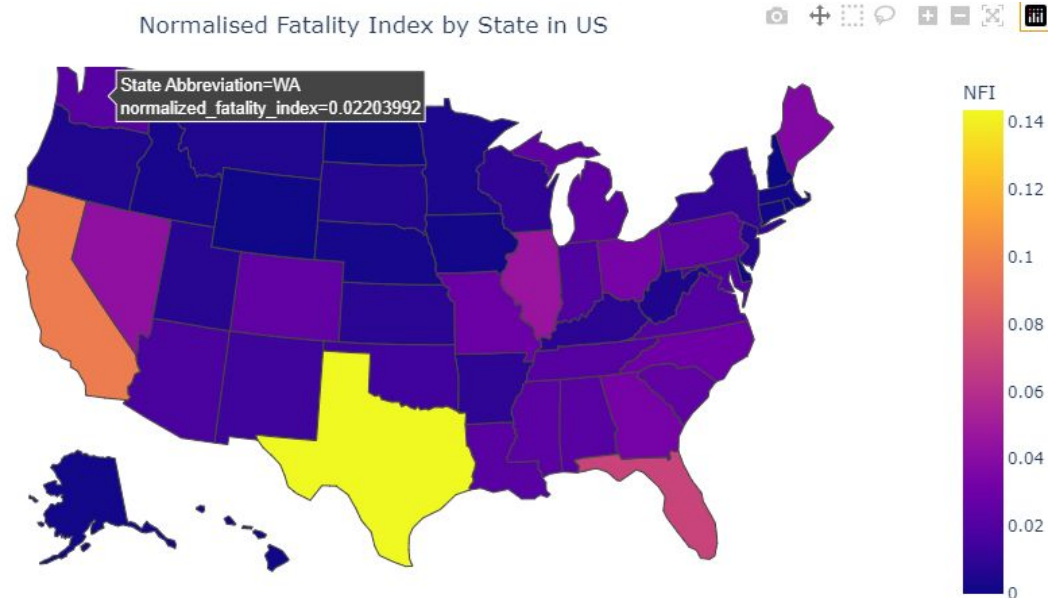 Normalised Fatality Index by State in US
State Abbreviation=WA
normalized_fatality_index=0.02203992
NFI
0.14
0.12
0.1
0.08
0.06
0.04
0.02
0